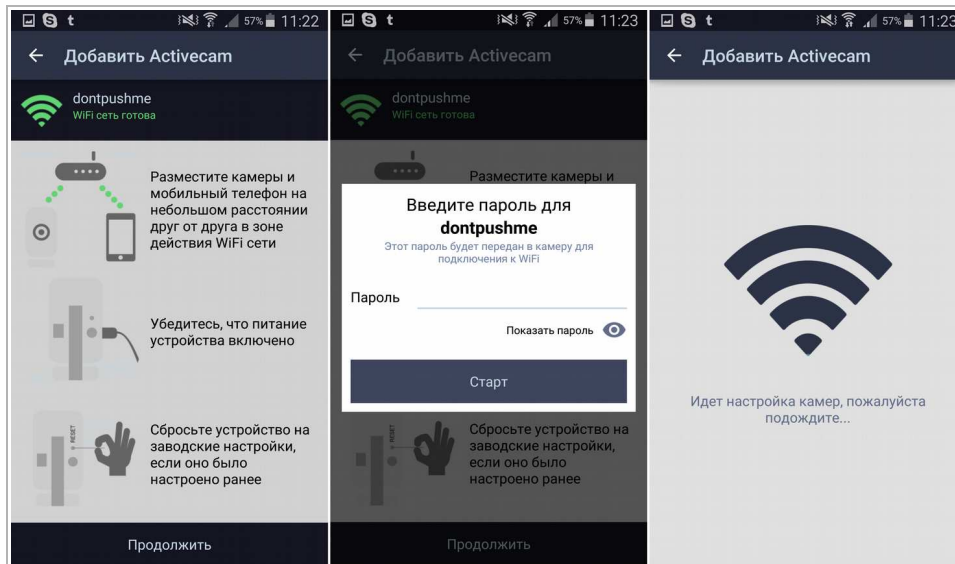 t 57% 11:22
Добавить Activecam
dontpushme
WiFi сеть готова
Разместите камеры и
мобильный телефон на
небольшом расстоянии
друг от друга в зоне
действия WiFi сети
Убедитесь, что питание
устройства включено
RESET
Сбросьте устройство на
заводские настройки,
если оно было
настроено ранее
Продолжить
t 57% 11:23
Добавить Activecam
dontpushme
WiFi сеть готова
Разместите камеры и
Введите пароль для
dontpushme
Этот пароль будет передан в камеру для
подключения к WiFi
Пароль
Показать пароль
Старт
RESET
Сбросьте устройство на
заводские настройки,
если оно было
настроено ранее
Продолжить
t 57% 11:23
Добавить Activecam
Идет настройка камер, пожалуйста
подождите...